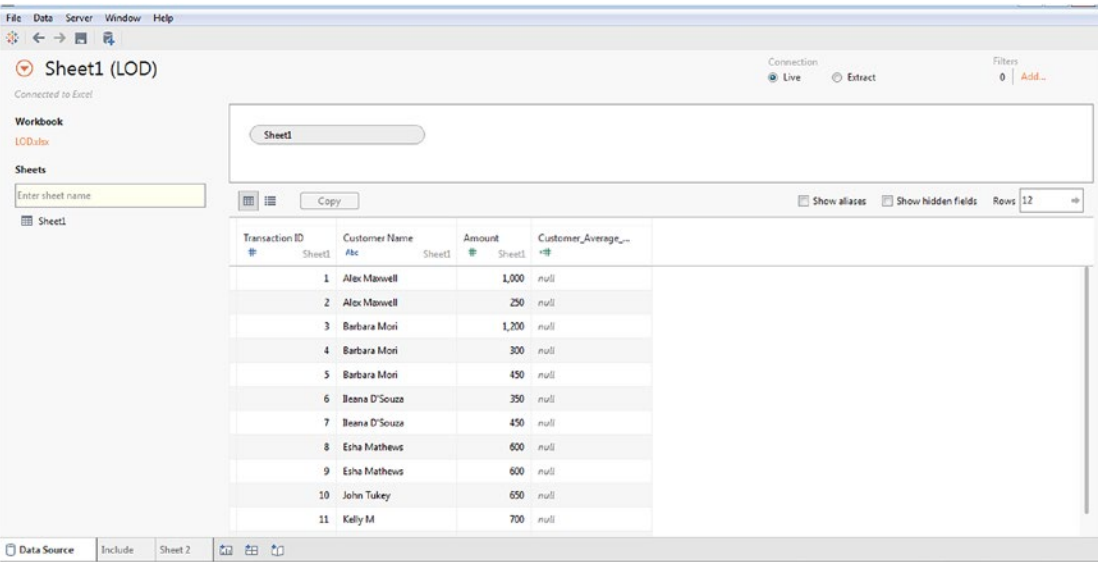 File Data Server Window Help
Sheet1 (LOD)
Connected to Excel
Connection
Live Extract
Filters
0 Add...
Workbook
LOD.xlsx
Sheets
Enter sheet name
Sheet1
Sheet1
Copy
Show aliases Show hidden fields Rows 12
Transaction ID Customer Name Amount Customer_Average_...
# Sheet1 Abc Sheet1 # Sheet1 =#
1 Alex Maxwell 1,000 null
2 Alex Maxwell 250 null
3 Barbara Mori 1,200 null
4 Barbara Mori 300 null
5 Barbara Mori 450 null
6 Ileana D'Souza 350 null
7 Ileana D'Souza 450 null
8 Esha Mathews 600 null
9 Esha Mathews 600 null
10 John Tukey 650 null
11 Kelly M 700 null
Data Source Include Sheet 2